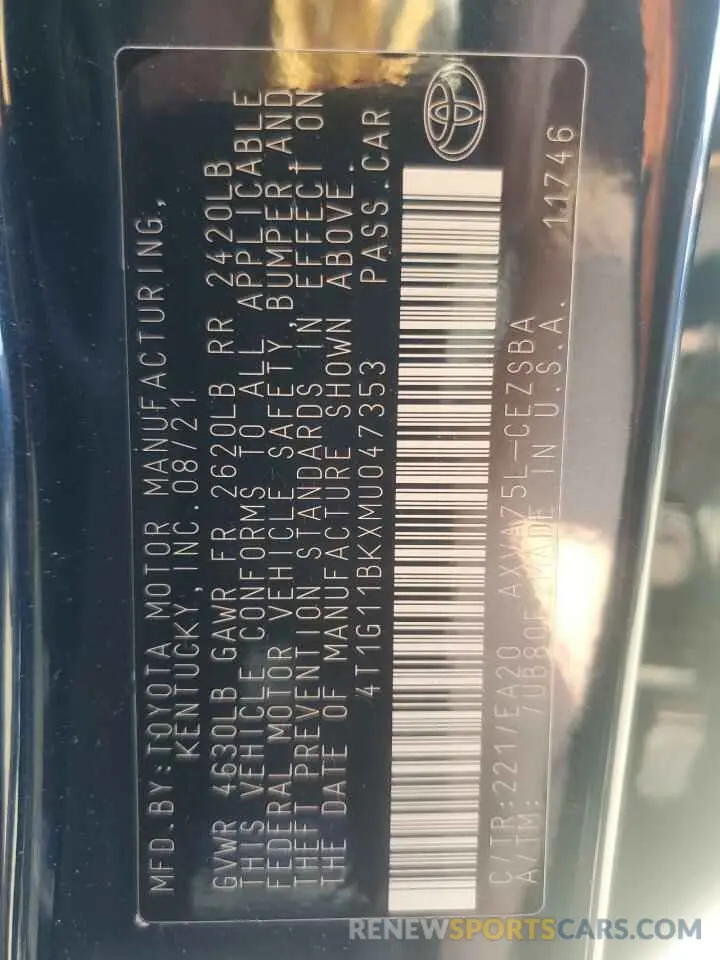 MFD.BY:TOYOTA MOTOR MANUFACTURING,
KENTUCKY, INC.08/21
GVWR 4630LB GAWR FR 2620LB RR 2420LB
THIS VEHICLE CONFORMS TO ALL APPLICABLE
FEDERAL MOTOR VEHICLE SAFETY, BUMPER AND
THEFT PREVENTION STANDARDS IN EFFECT ON
THE DATE OF MANUFACTURE SHOWN ABOVE.
4T1G11BKXMU047353 PASS.CAR
C/TR:221/EA20 AXVA75L-CEZSBA
A/TM: MADE IN U.S.A. 11746
RENEWSPORTSCARS.COM